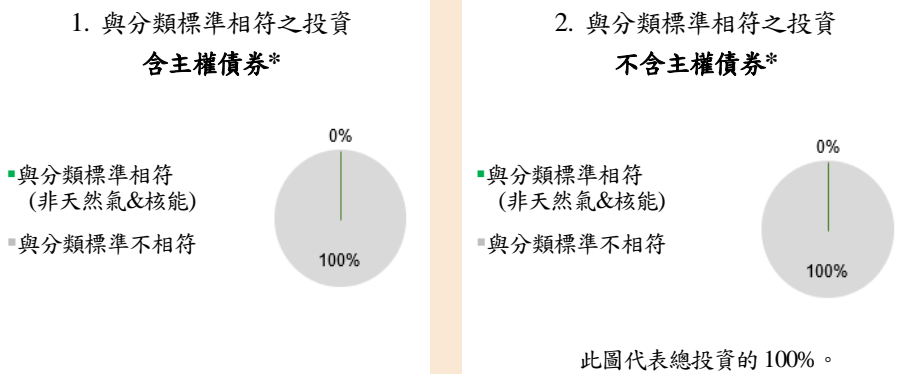 1. 與分類標準相符之投資
含主權債券*
0%
▪與分類標準相符
(非天然氣&核能)
▪與分類標準不相符
100%
2. 與分類標準相符之投資
不含主權債券*
0%
▪與分類標準相符
(非天然氣&核能)
▪與分類標準不相符
100%
此圖代表總投資的 100%。